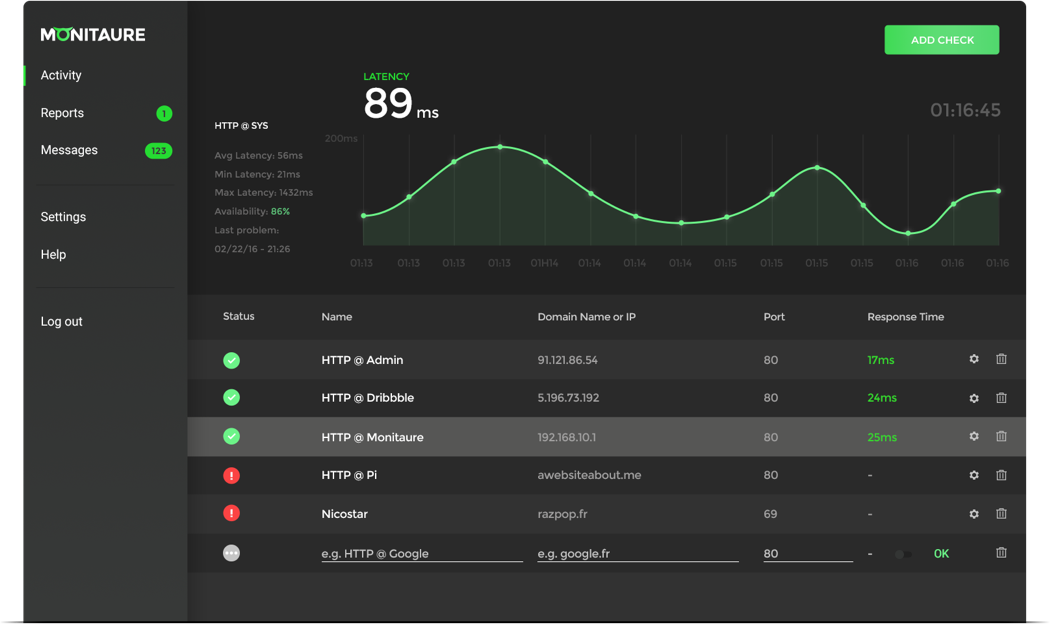 MONITAURE
Activity
Reports 1
Messages 123
Settings
Help
Log out
ADD CHECK
LATENCY
89 ms
01:16:45
HTTP @ SYS
Avg Latency: 56ms
Min Latency: 21ms
Max Latency: 1432ms
Availability: 86%
Last problem:
02/22/16 - 21:26
200ms
01:13 01:13 01:13 01:13 01H14 01:14 01:14 01:14 01:15 01:15 01:15 01:15 01:16 01:16 01:16
Status Name Domain Name or IP Port Response Time
HTTP @ Admin 91.121.86.54 80 17ms
HTTP @ Dribbble 5.196.73.192 80 24ms
HTTP @ Monitaure 192.168.10.1 80 25ms
HTTP @ Pi awebsiteabout.me 80 -
Nicostar razpop.fr 69 -
e.g. HTTP @ Google e.g. google.fr 80 - OK